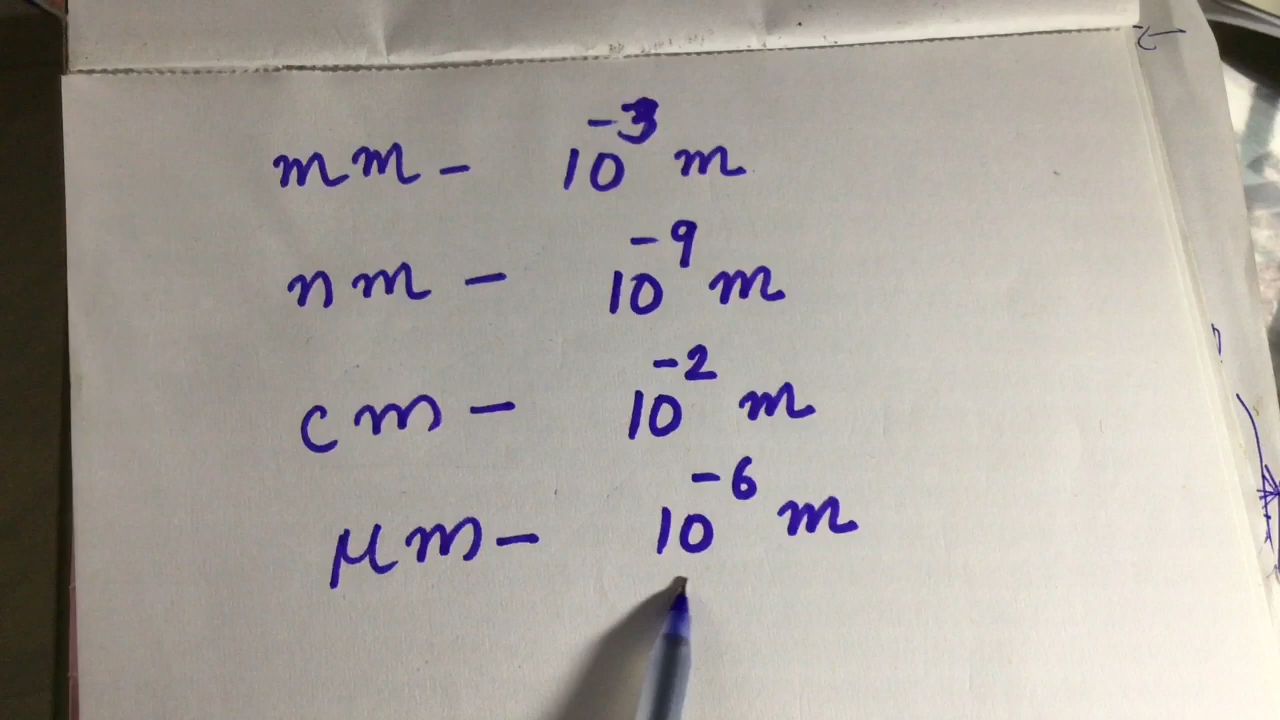 mm - 10⁻³ m
nm - 10⁻⁹ m
cm - 10⁻² m
μm - 10⁻⁶ m